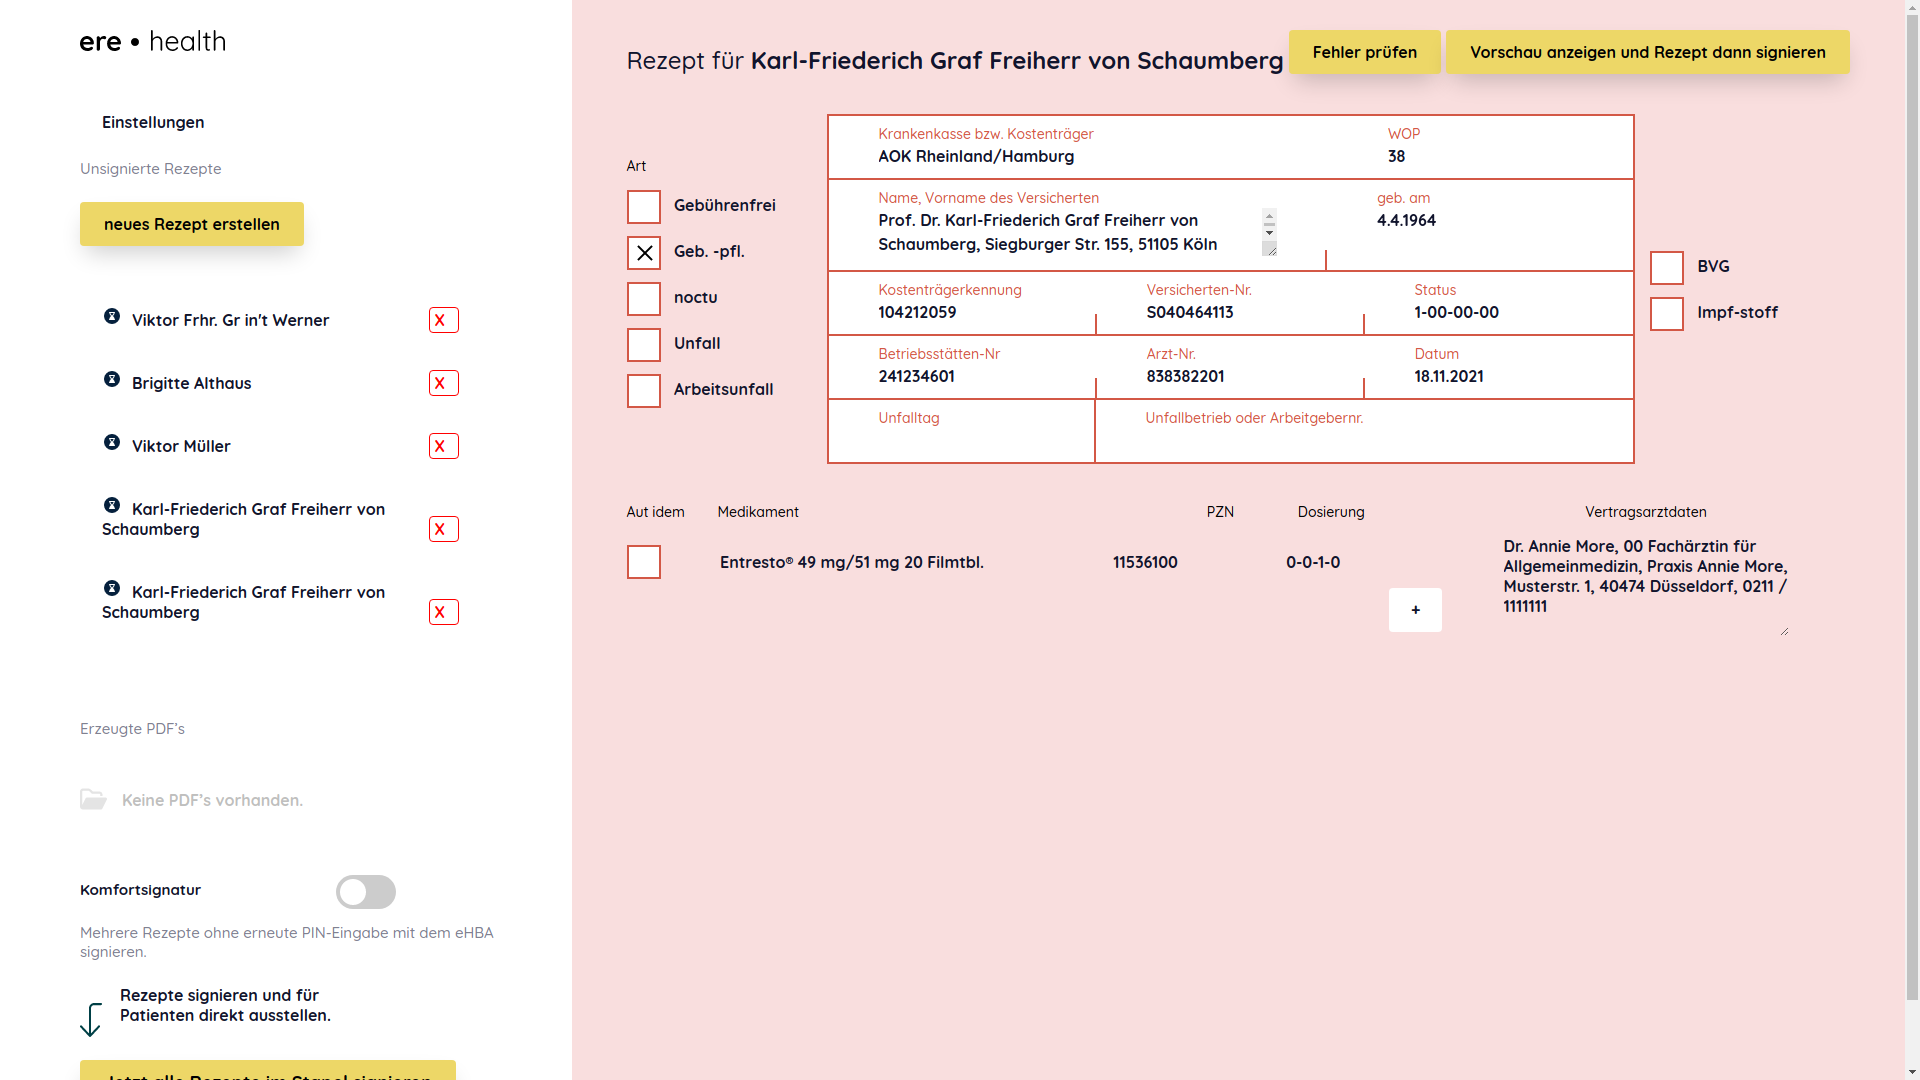 ere • health
Einstellungen
Unsignierte Rezepte
neues Rezept erstellen
Viktor Frhr. Gr in't Werner
X
Brigitte Althaus
X
Viktor Müller
X
Karl-Friederich Graf Freiherr von
Schaumberg
X
Karl-Friederich Graf Freiherr von
Schaumberg
X
Erzeugte PDF's
Keine PDF's vorhanden.
Komfortsignatur
Mehrere Rezepte ohne erneute PIN-Eingabe mit dem eHBA
signieren.
Rezepte signieren und für
Patienten direkt ausstellen.
Jetzt alle Rezepte im Stapel signieren
Rezept für Karl-Friederich Graf Freiherr von Schaumberg
Fehler prüfen
Vorschau anzeigen und Rezept dann signieren
Art
Gebührenfrei
Geb. -pfl.
noctu
Unfall
Arbeitsunfall
Krankenkasse bzw. Kostenträger
WOP
AOK Rheinland/Hamburg
38
Name, Vorname des Versicherten
geb. am
Prof. Dr. Karl-Friederich Graf Freiherr von
4.4.1964
Schaumberg, Siegburger Str. 155, 51105 Köln
Kostenträgerkennung
Versicherten-Nr.
Status
104212059
S040464113
1-00-00-00
Betriebsstätten-Nr
Arzt-Nr.
Datum
241234601
838382201
18.11.2021
Unfalltag
Unfallbetrieb oder Arbeitgebernr.
BVG
Impf-stoff
Aut idem
Medikament
PZN
Dosierung
Vertragsarztdaten
Entresto® 49 mg/51 mg 20 Filmtbl.
11536100
0-0-1-0
+
Dr. Annie More, 00 Fachärztin für
Allgemeinmedizin, Praxis Annie More,
Musterstr. 1, 40474 Düsseldorf, 0211 /
1111111